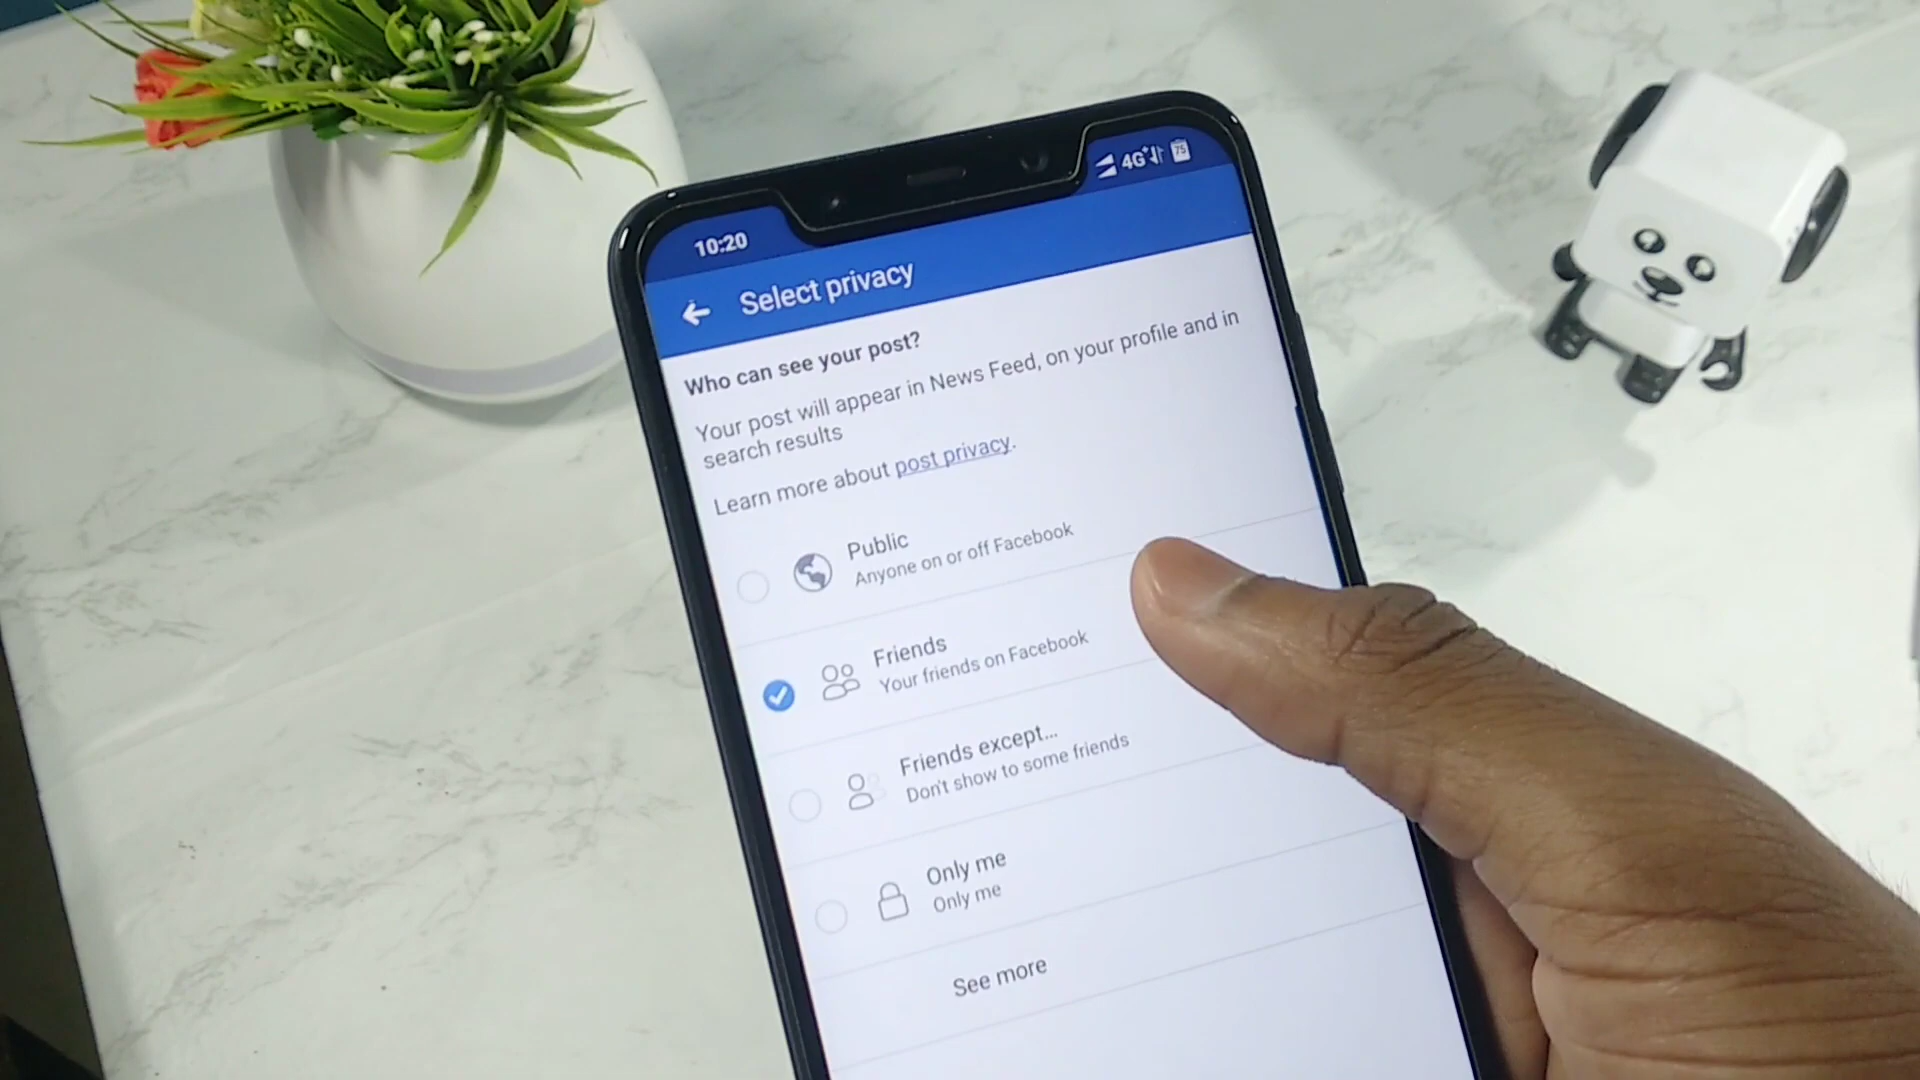 10:20
4G+
75
Select privacy
Who can see your post?
Your post will appear in News Feed, on your profile and in
search results
Learn more about post privacy.
Public
Anyone on or off Facebook
Friends
Your friends on Facebook
Friends except...
Don't show to some friends
Only me
Only me
See more